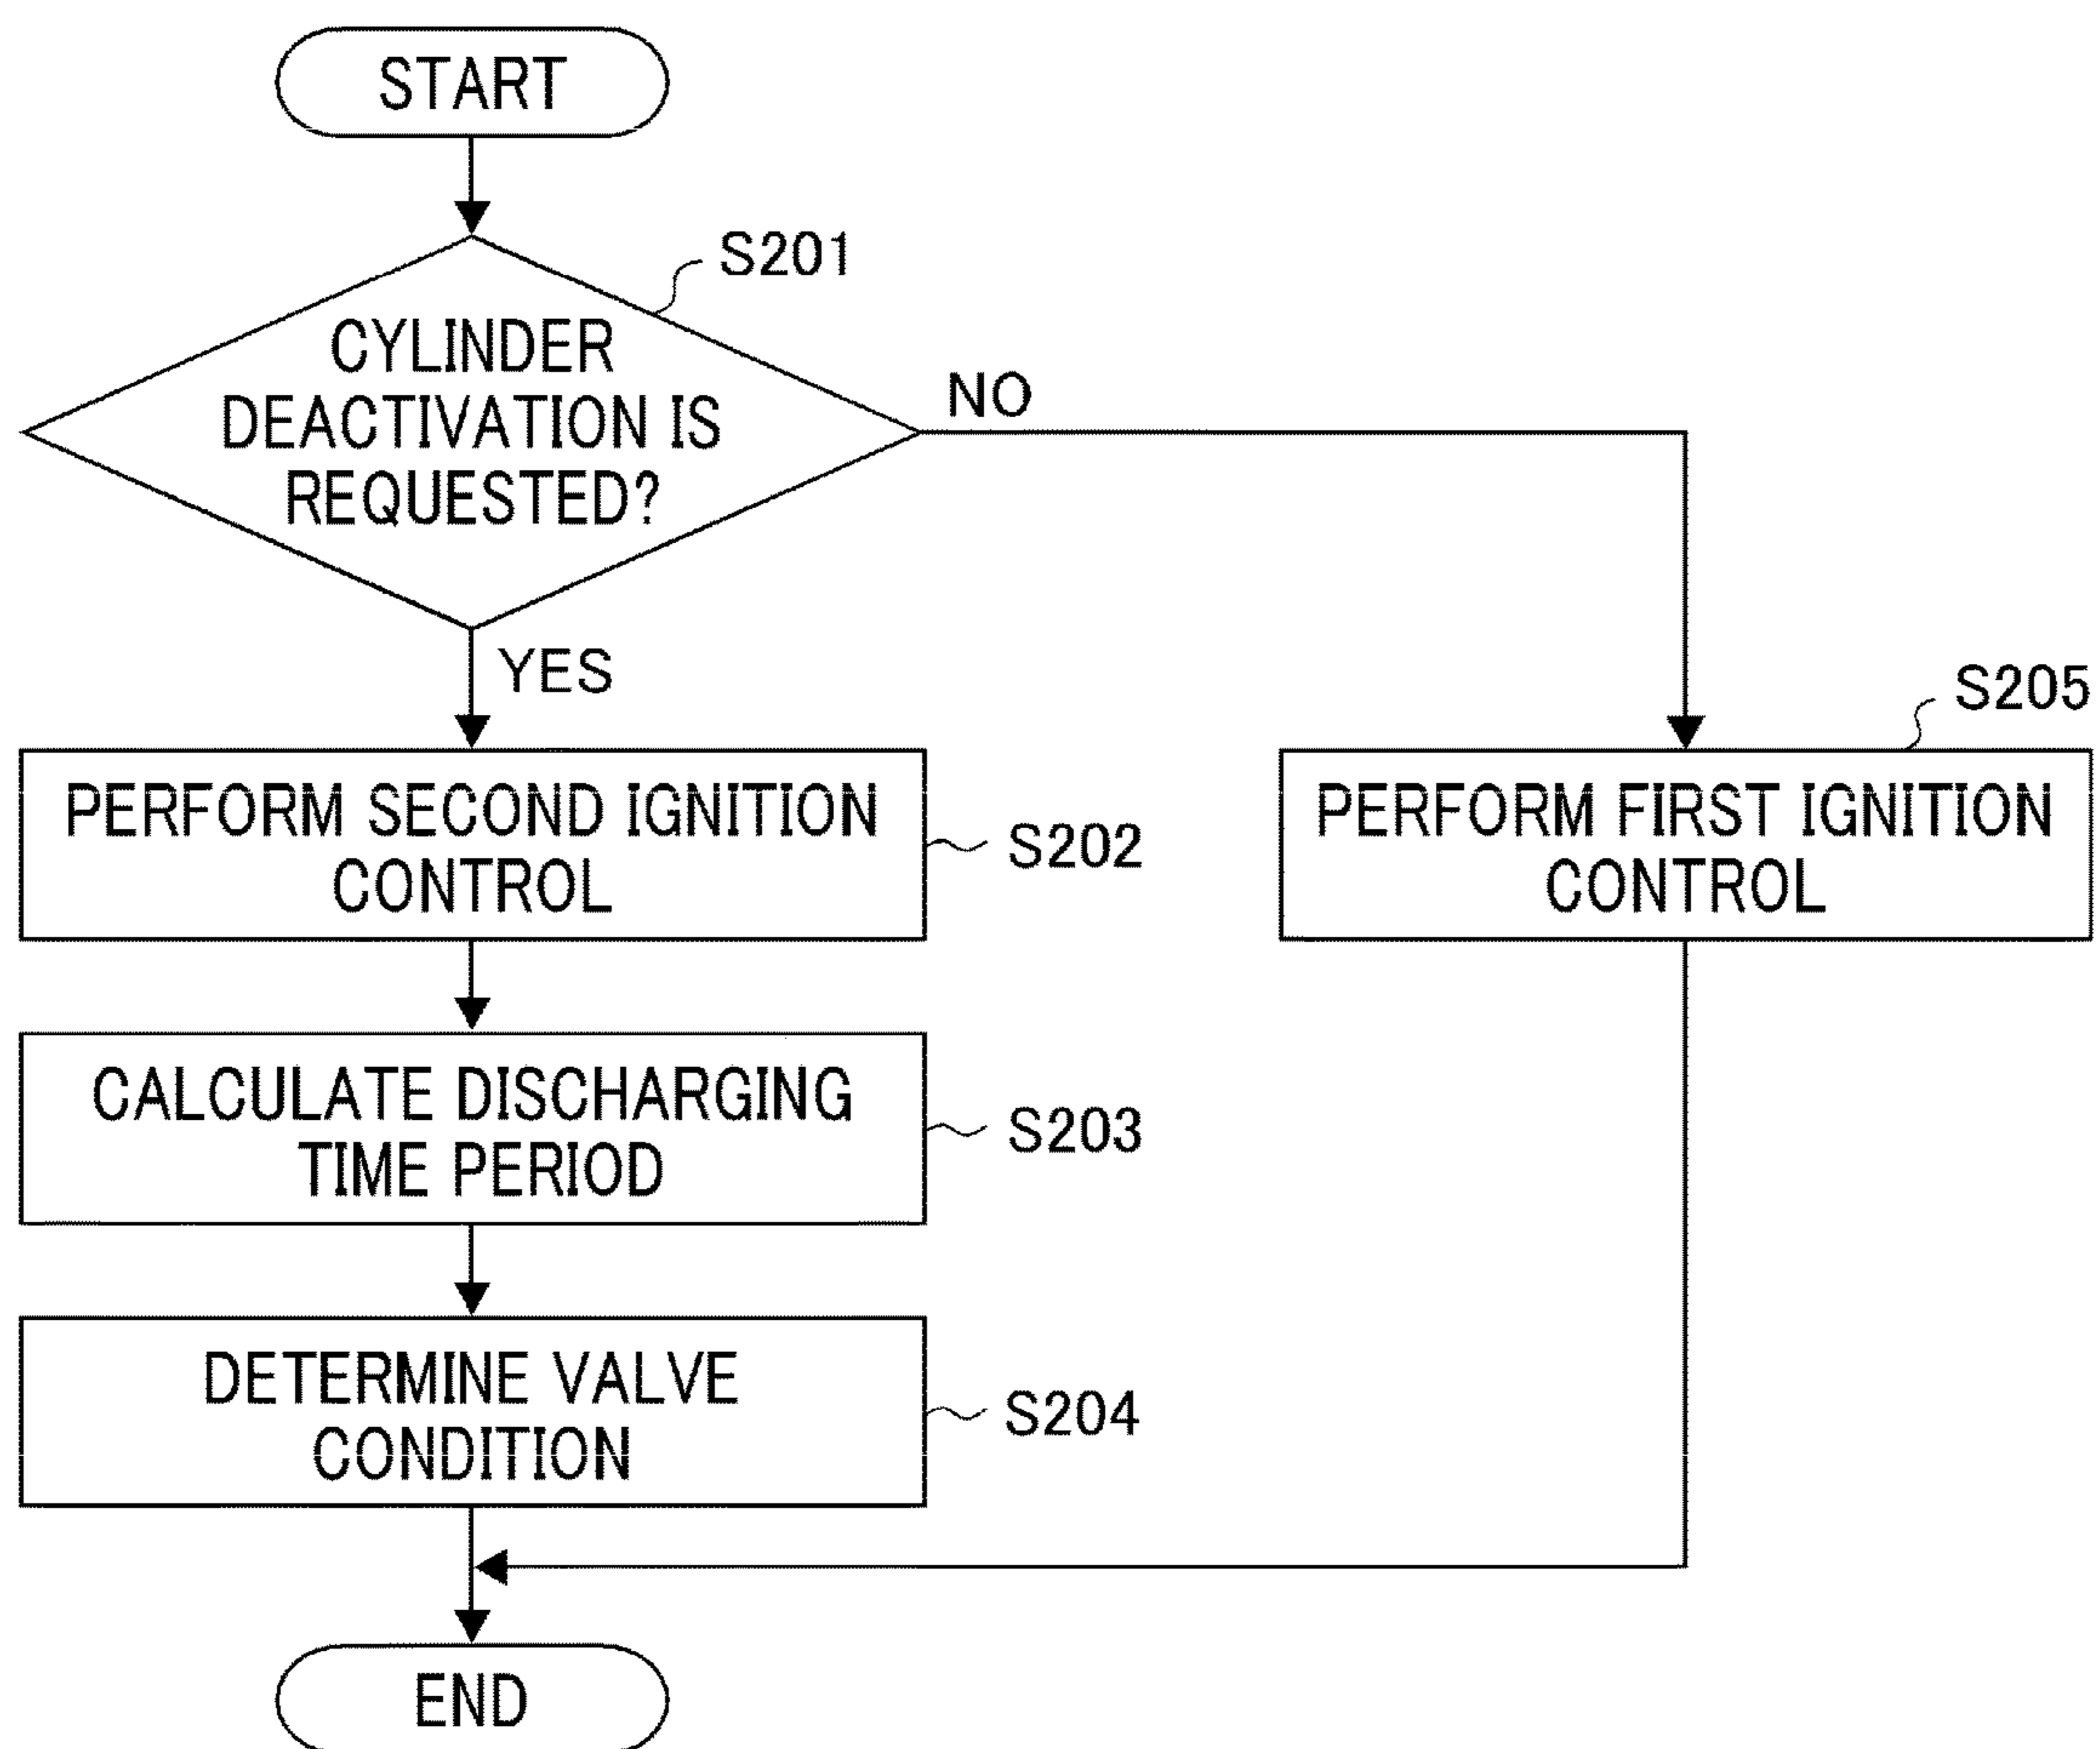 START
S201
CYLINDER
DEACTIVATION IS
REQUESTED?
NO
YES
S205
PERFORM SECOND IGNITION
CONTROL
S202
PERFORM FIRST IGNITION
CONTROL
CALCULATE DISCHARGING
TIME PERIOD
S203
DETERMINE VALVE
CONDITION
S204
END